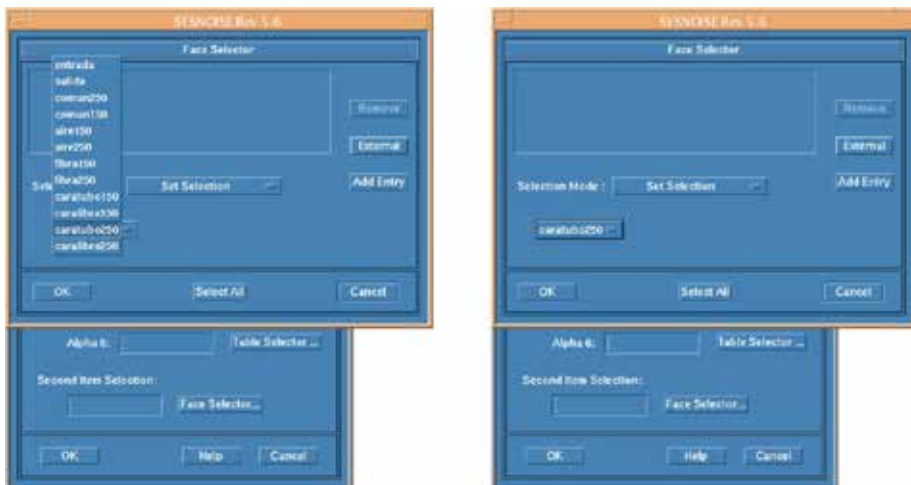 SYSNOISE Rev 5.6
Face Selector
entrada
salida
comun250
comun150
aire150
aire250
fibra150
fibra250
caratubo150
carafibra150
caratubo250
carafibra250
Remove
External
Set Selection
Add Entry
OK
Select All
Cancel
Alpha 6:
Table Selector ...
Second Item Selection:
Face Selector...
OK
Help
Cancel
SYSNOISE Rev 5.6
Face Selector
Remove
External
Selection Mode :
Set Selection
Add Entry
caratubo250
OK
Select All
Cancel
Alpha 6:
Table Selector ...
Second Item Selection:
Face Selector...
OK
Help
Cancel